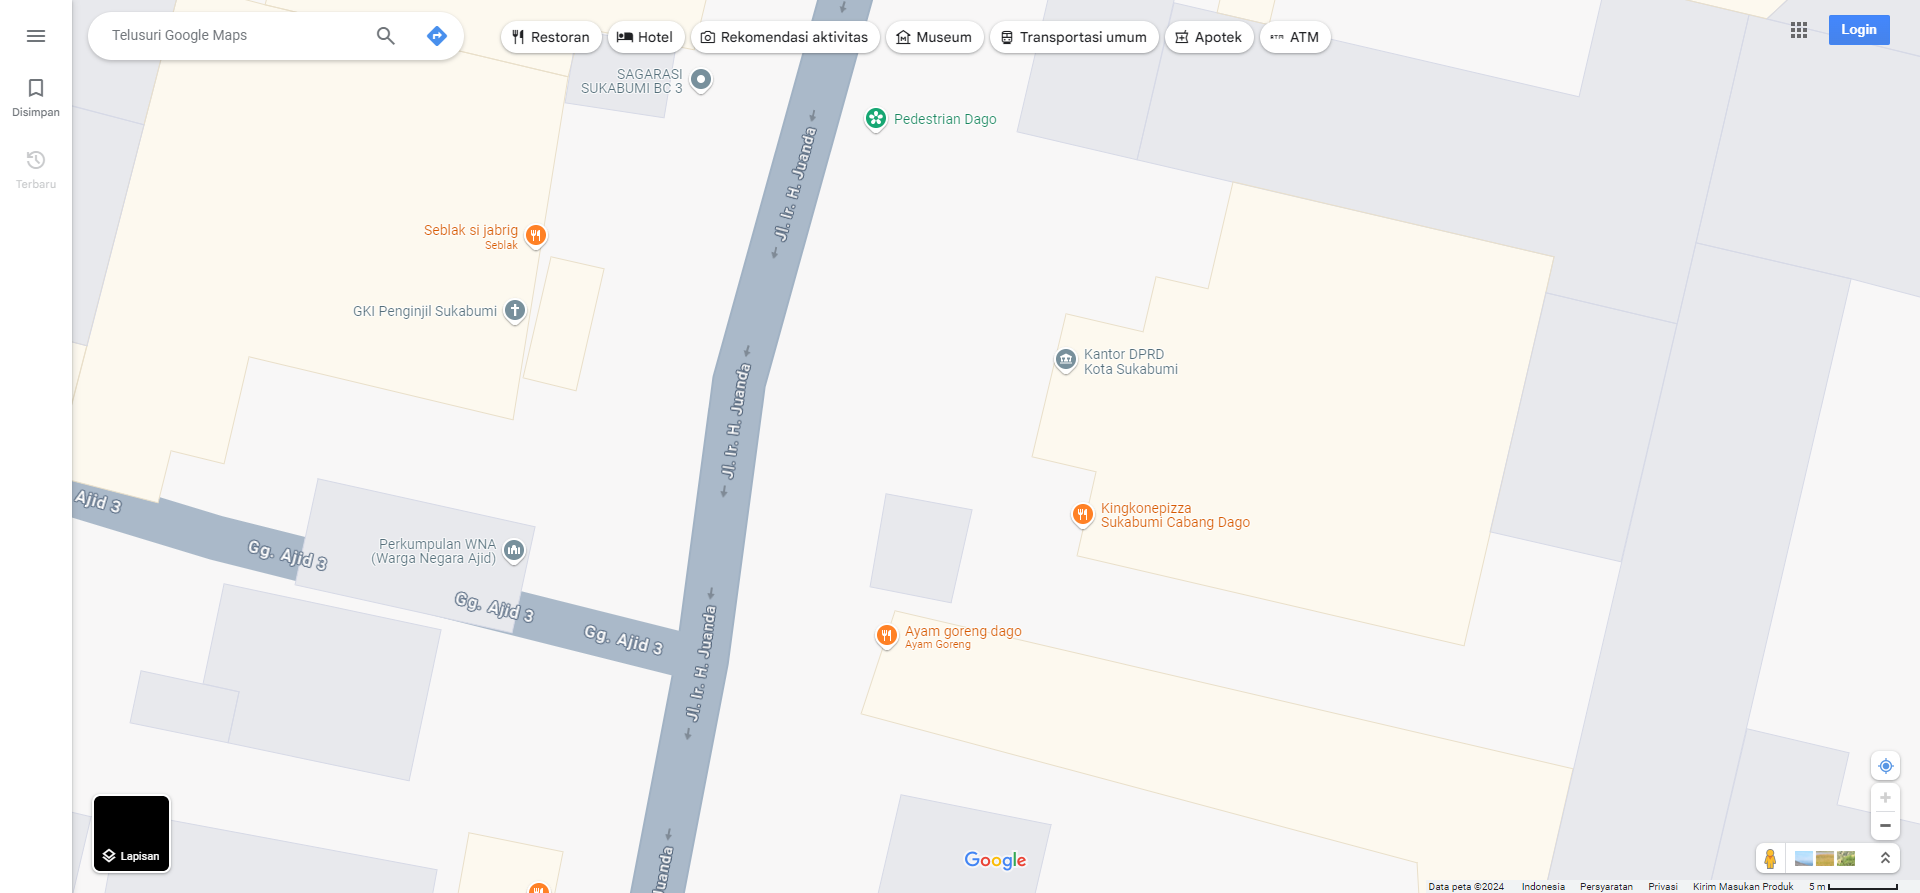 Telusuri Google Maps
Restoran
Hotel
Rekomendasi aktivitas
Museum
Transportasi umum
Apotek
ATM
Login
Disimpan
Terbaru
SAGARASI
SUKABUMI BC 3
Pedestrian Dago
Jl. Ir. H. Juanda
Seblak si jabrig
Seblak
GKI Penginjil Sukabumi
Kantor DPRD
Kota Sukabumi
Jl. Ir. H. Juanda
Ajid 3
Gg. Ajid 3
Perkumpulan WNA
(Warga Negara Ajid)
Kingkonepizza
Sukabumi Cabang Dago
Gg. Ajid 3
Gg. Ajid 3
Jl. Ir. H. Juanda
Ayam goreng dago
Ayam Goreng
Juanda
Lapisan
Google
Data peta ©2024
Indonesia
Persyaratan
Privasi
Kirim Masukan Produk
5 m